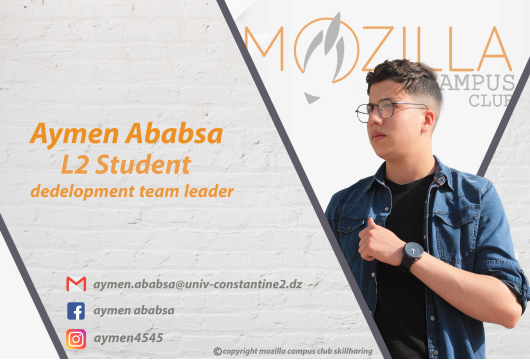 MOZILLA
CAMPUS
CLUB
Aymen Ababsa
L2 Student
dedelopment team leader
aymen.ababsa@univ-constantine2.dz
aymen ababsa
aymen4545
©copyright mozilla campus club skillharing